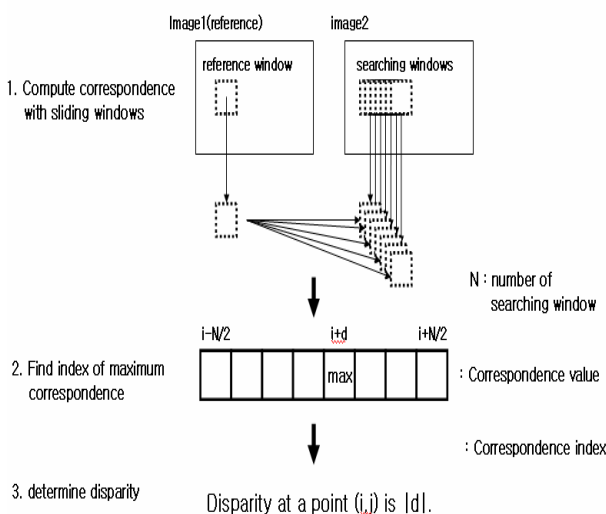 Image1(reference)
image2
reference window
searching windows
1. Compute correspondence
with sliding windows
N : number of
searching window
i-N/2
i+d
i+N/2
2. Find index of maximum
correspondence
max
: Correspondence value
: Correspondence index
3. determine disparity
Disparity at a point (i,j) is |d|.